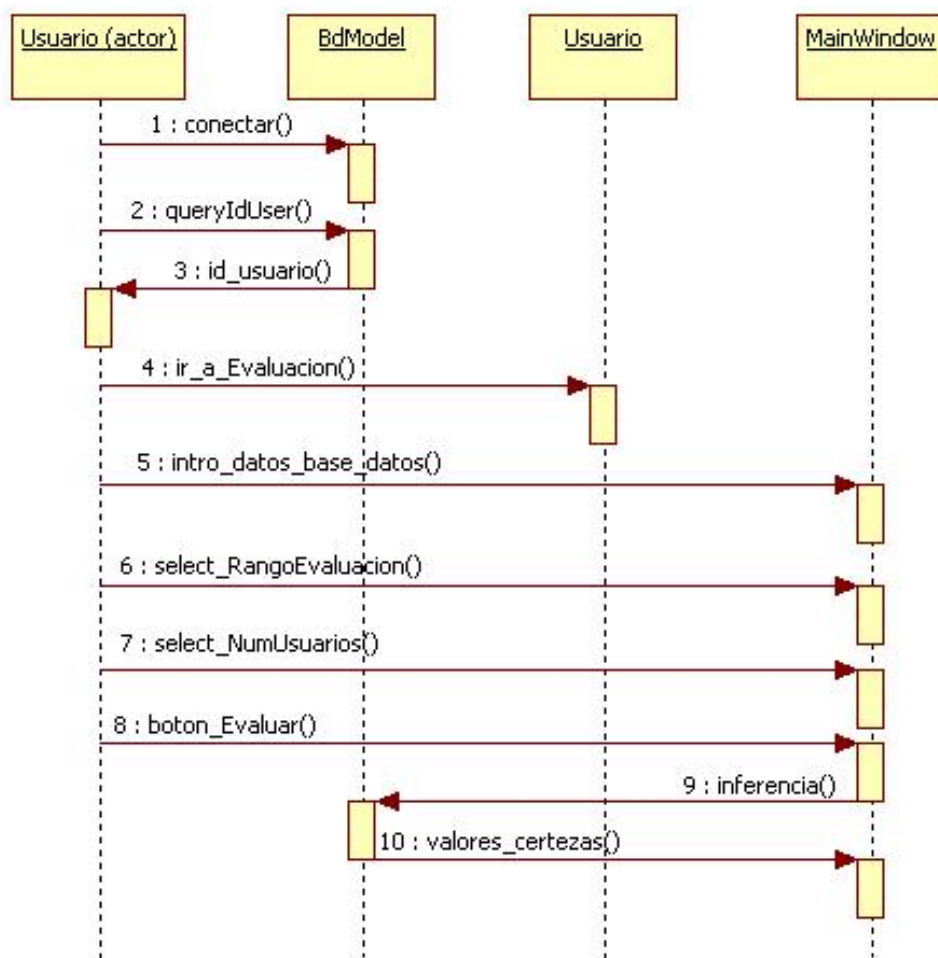 Usuario (actor)
BdModel
Usuario
MainWindow
1 : conectar()
2 : queryIdUser()
3 : id_usuario()
4 : ir_a_Evaluacion()
5 : intro_datos_base_datos()
6 : select_RangoEvaluacion()
7 : select_NumUsuarios()
8 : boton_Evaluar()
9 : inferencia()
10 : valores_certezas()